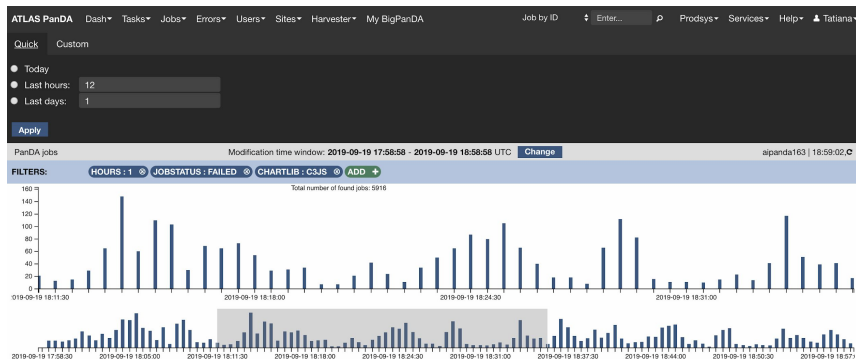 ATLAS PanDA Dash Tasks Jobs Errors Users Sites Harvester My BigPanDA Job by ID Enter... Prodsys Services Help Tatiana
Quick Custom
Today
Last hours: 12
Last days: 1
Apply
PanDA jobs Modification time window: 2019-09-19 17:58:58 - 2019-09-19 18:58:58 UTC Change aipanda163 | 18:59:02,
FILTERS: HOURS : 1 JOBSTATUS : FAILED CHARTLIB : C3JS ADD +
Total number of found jobs: 5916
160
140
120
100
80
60
40
20
0
019-09-19 18:11:30 2019-09-19 18:18:00 2019-09-19 18:24:30 2019-09-19 18:31:00
2019-09-19 17:58:30 2019-09-19 18:05:00 2019-09-19 18:11:30 2019-09-19 18:18:00 2019-09-19 18:24:30 2019-09-19 18:31:00 2019-09-19 18:37:30 2019-09-19 18:44:00 2019-09-19 18:50:30 2019-09-19 18:57: